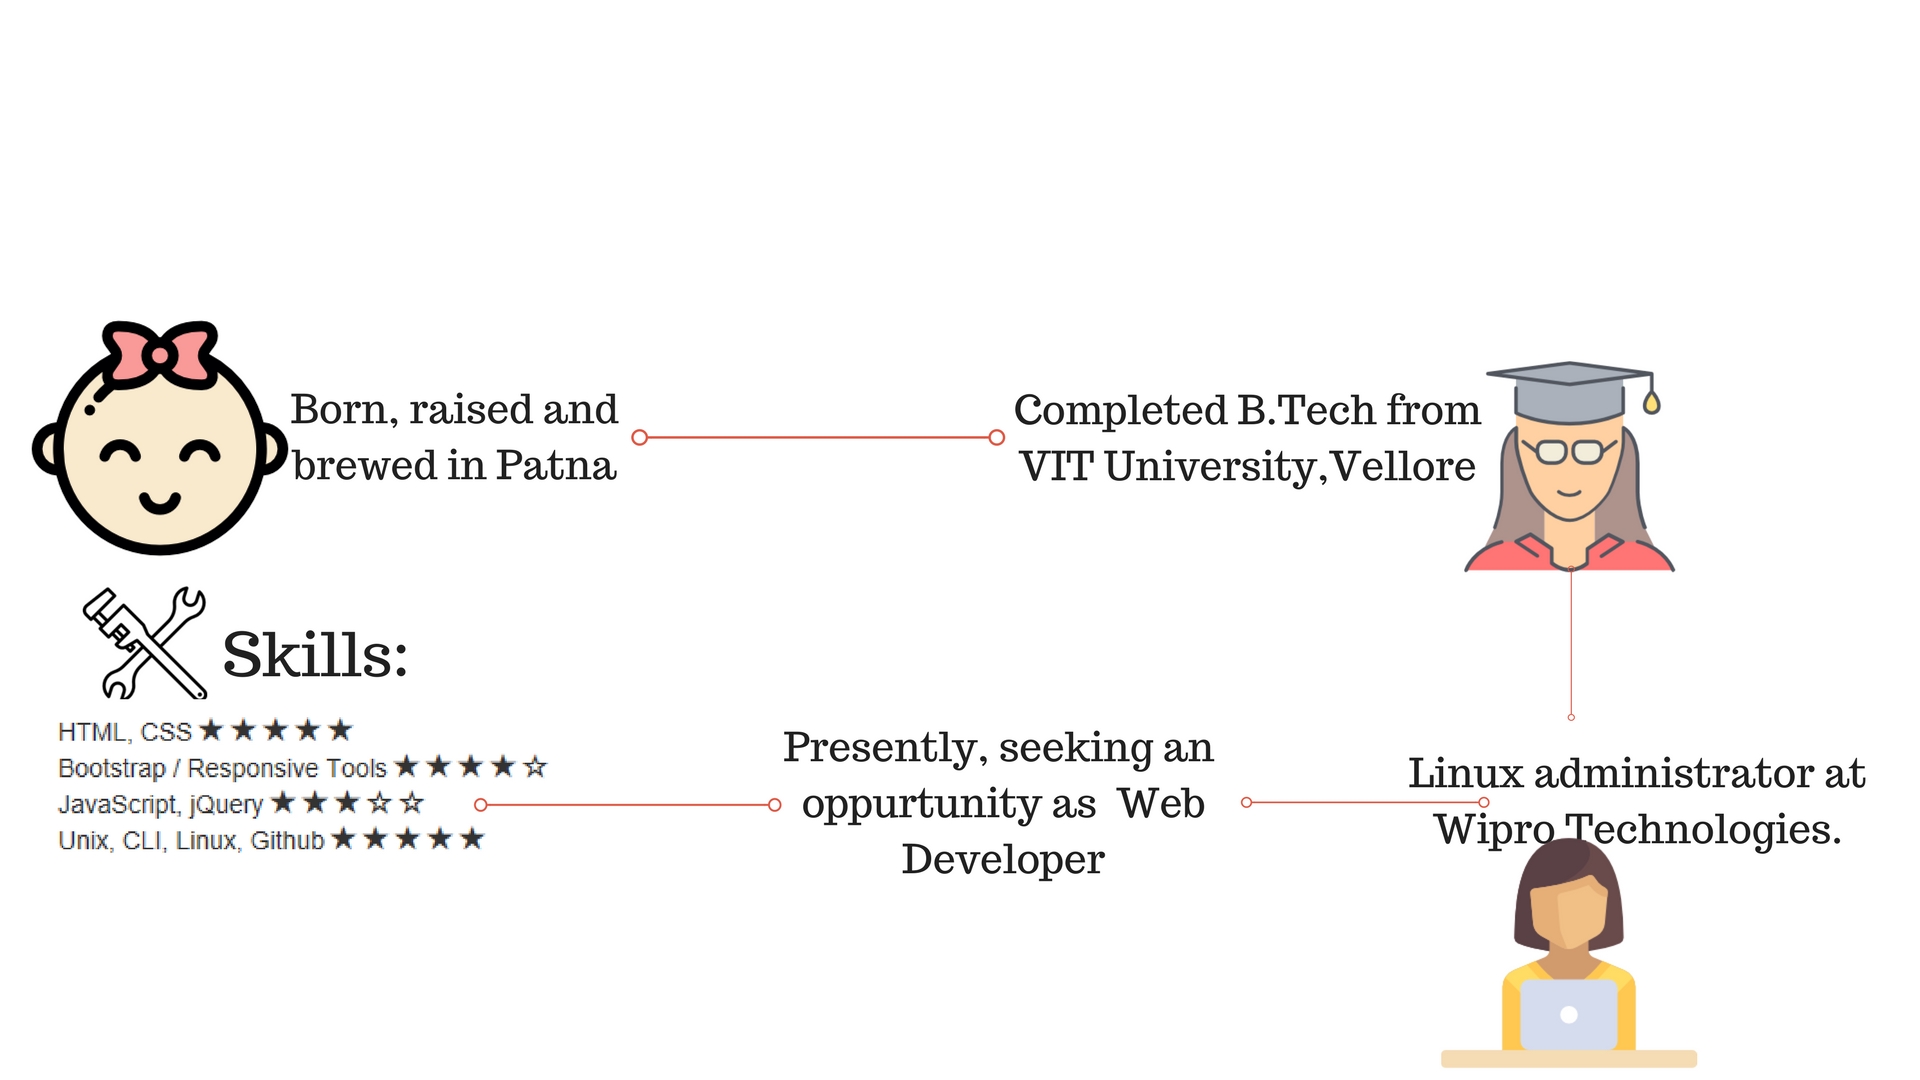 Born, raised and
brewed in Patna
Completed B.Tech from
VIT University,Vellore
Skills:
HTML, CSS ★★★★★
Bootstrap / Responsive Tools ★★★★☆
JavaScript, jQuery ★★★☆☆
Unix, CLI, Linux, Github ★★★★★
Presently, seeking an
oppurtunity as  Web
Developer
Linux administrator at
Wipro Technologies.